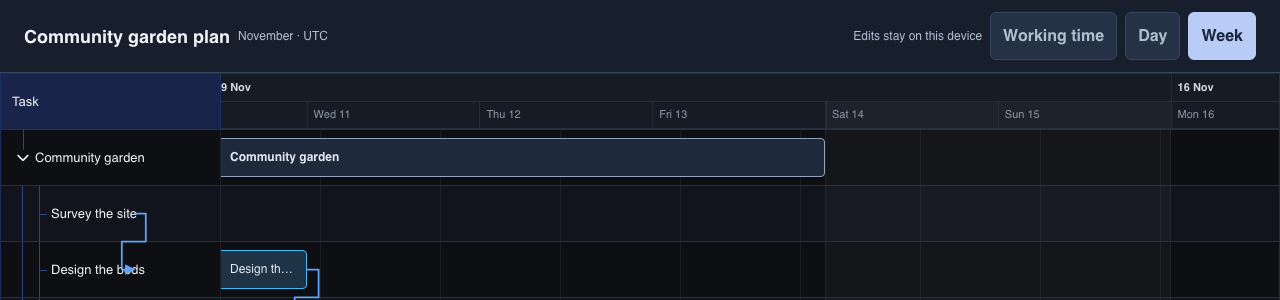 Community garden plan November · UTC
Edits stay on this device Working time Day Week
Task
9 Nov 16 Nov
Wed 11 Thu 12 Fri 13 Sat 14 Sun 15 Mon 16
Community garden Community garden
Survey the site
Design the beds Design th…